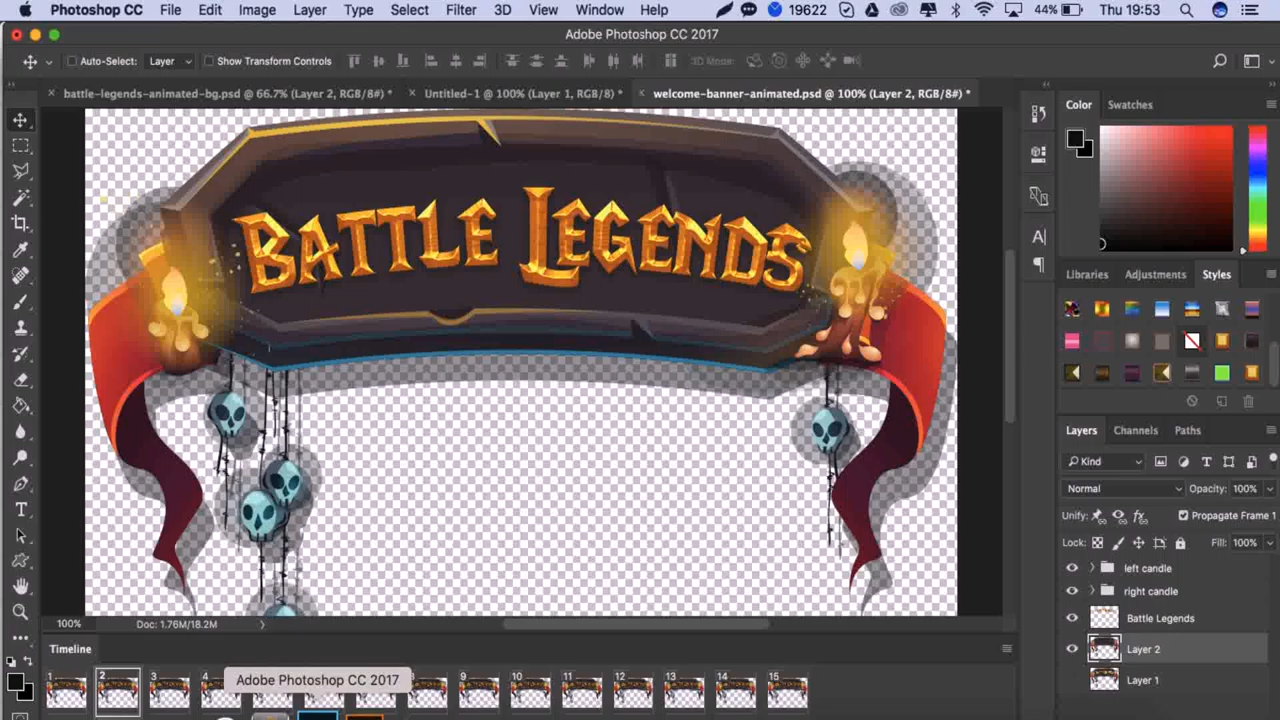 Photoshop CC File Edit Image Layer Type Select Filter 3D View Window Help 19622 44% Thu 19:53
Adobe Photoshop CC 2017
Auto-Select: Layer Show Transform Controls 3D Mode:
battle-legends-animated-bg.psd @ 66.7% (Layer 2, RGB/8#) * Untitled-1 @ 100% (Layer 1, RGB/8#) * welcome-banner-animated.psd @ 100% (Layer 2, RGB/8#) *
Color Swatches
BATTLE LEGENDS
Libraries Adjustments Styles
Layers Channels Paths
Kind
Normal Opacity: 100%
Unify: Propagate Frame 1
Lock: Fill: 100%
left candle
right candle
Battle Legends
Layer 2
Layer 1
100% Doc: 1.76M/18.2M
Timeline
1 2 3 4 8 9 10 11 12 13 14 15
Adobe Photoshop CC 2017